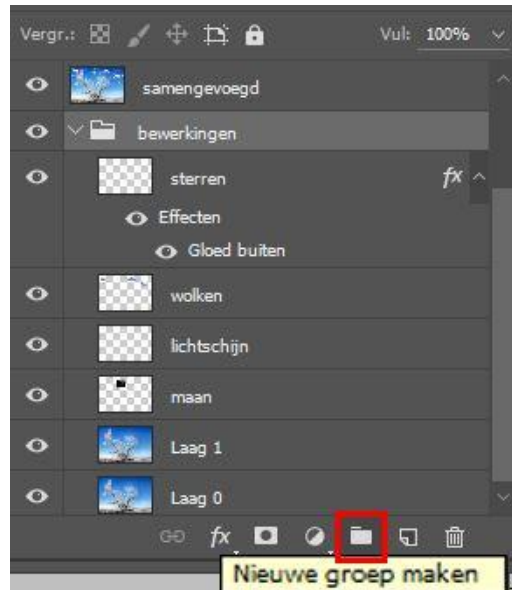 Vergr.: Vul: 100%
samengevoegd
bewerkingen
sterren fx
Effecten
Gloed buiten
wolken
lichtschijn
maan
Laag 1
Laag 0
fx
Nieuwe groep maken